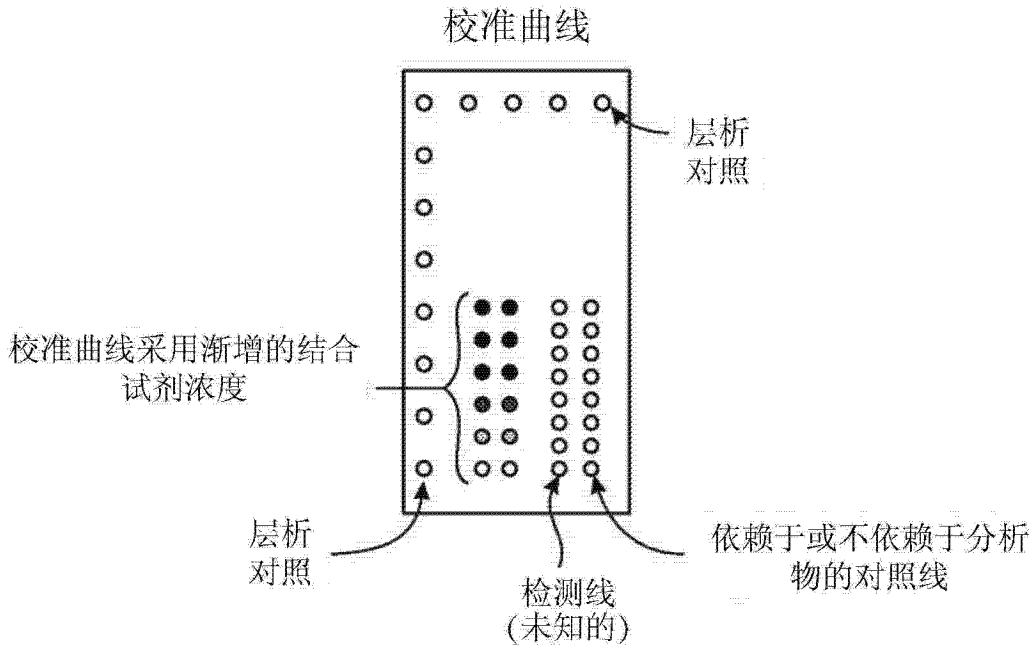 校准曲线
层析
对照
校准曲线采用渐增的结合
试剂浓度
层析
对照
检测线
(未知的)
依赖于或不依赖于分析
物的对照线